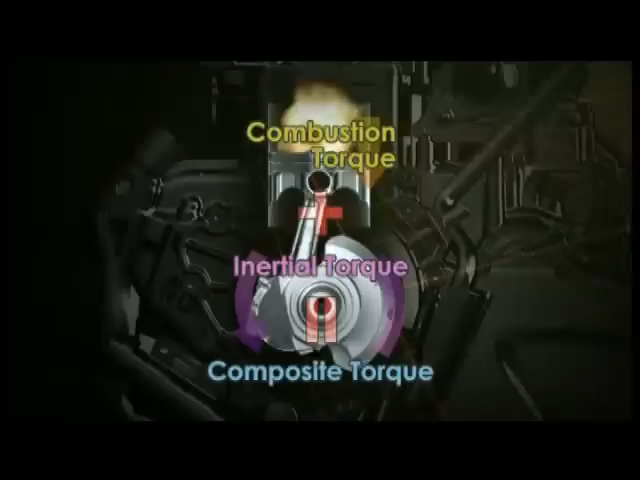 Combustion
Torque
+
Inertial Torque
=
Composite Torque